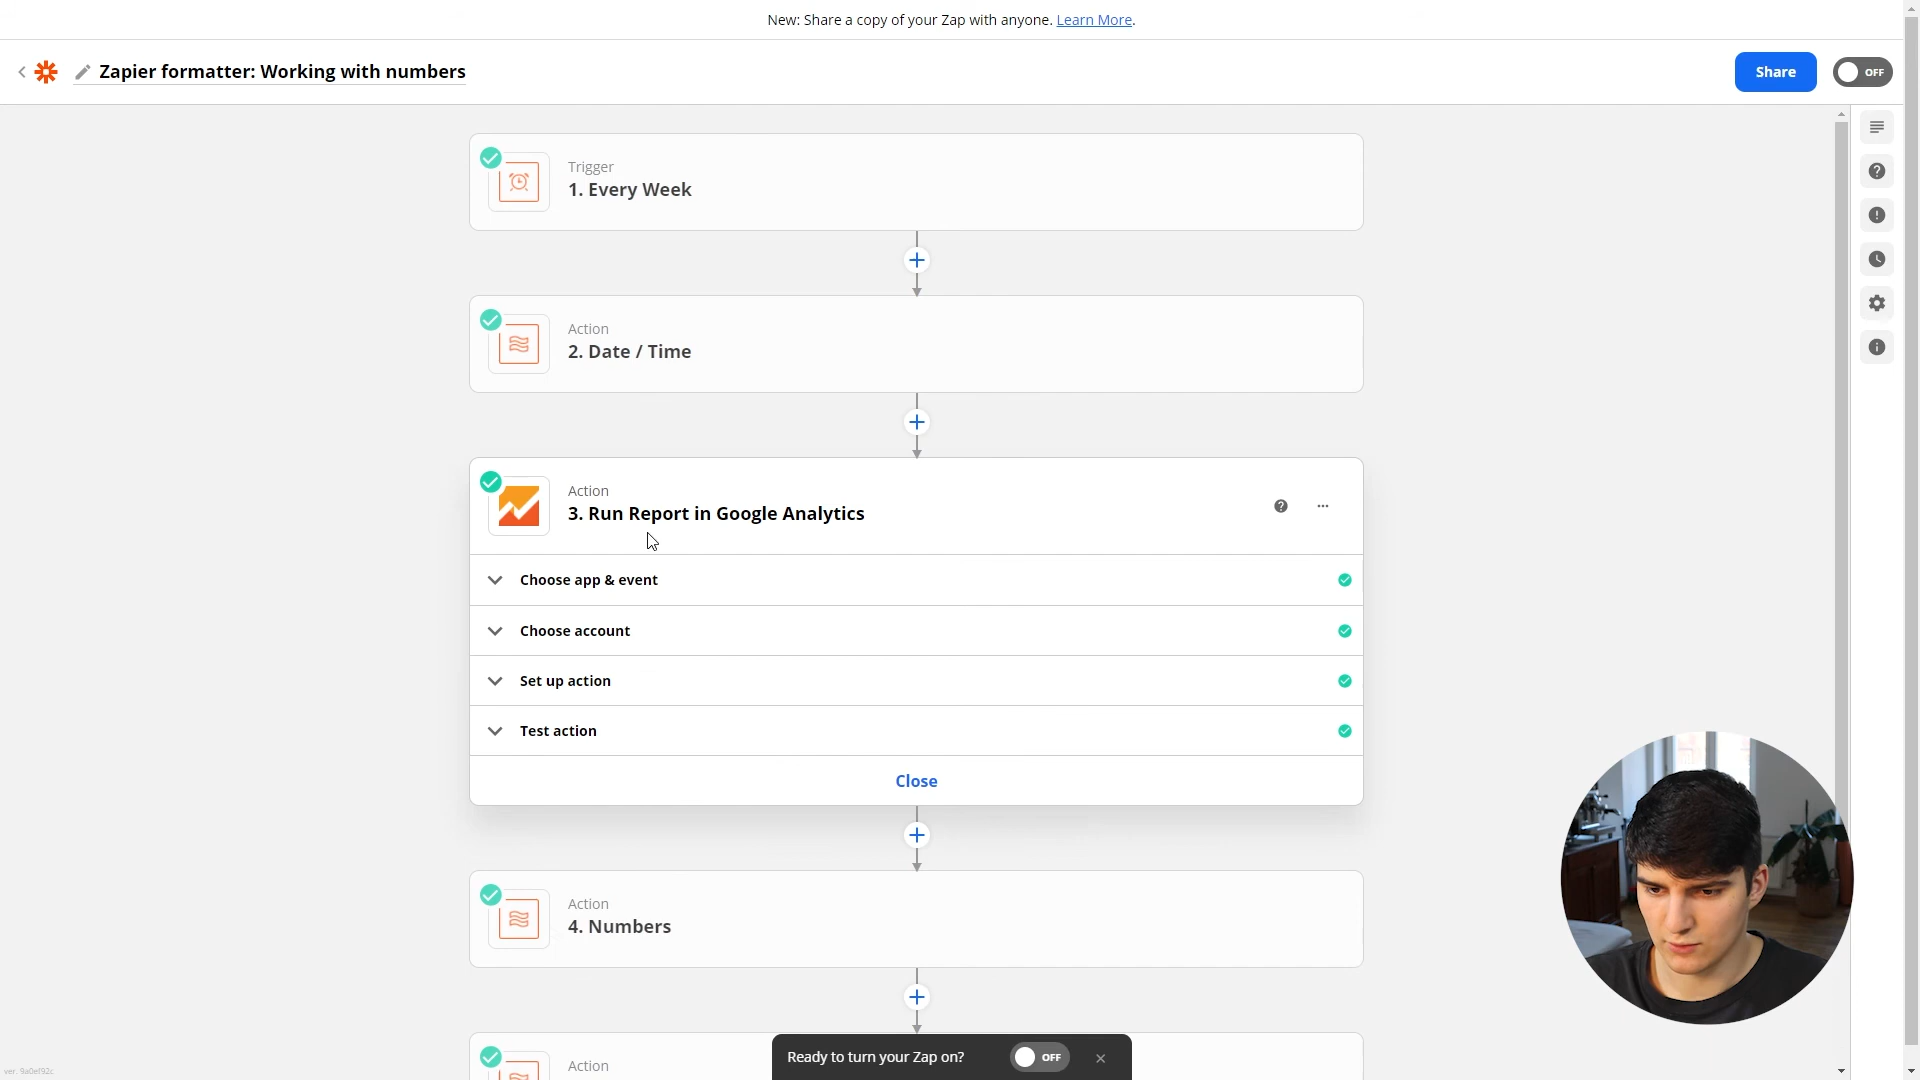 New: Share a copy of your Zap with anyone. Learn More.
Zapier formatter: Working with numbers
Share
OFF
Trigger
1. Every Week
Action
2. Date / Time
Action
3. Run Report in Google Analytics
Choose app & event
Choose account
Set up action
Test action
Close
Action
4. Numbers
Action
Ready to turn your Zap on?
OFF
ver. 9a0ef92c